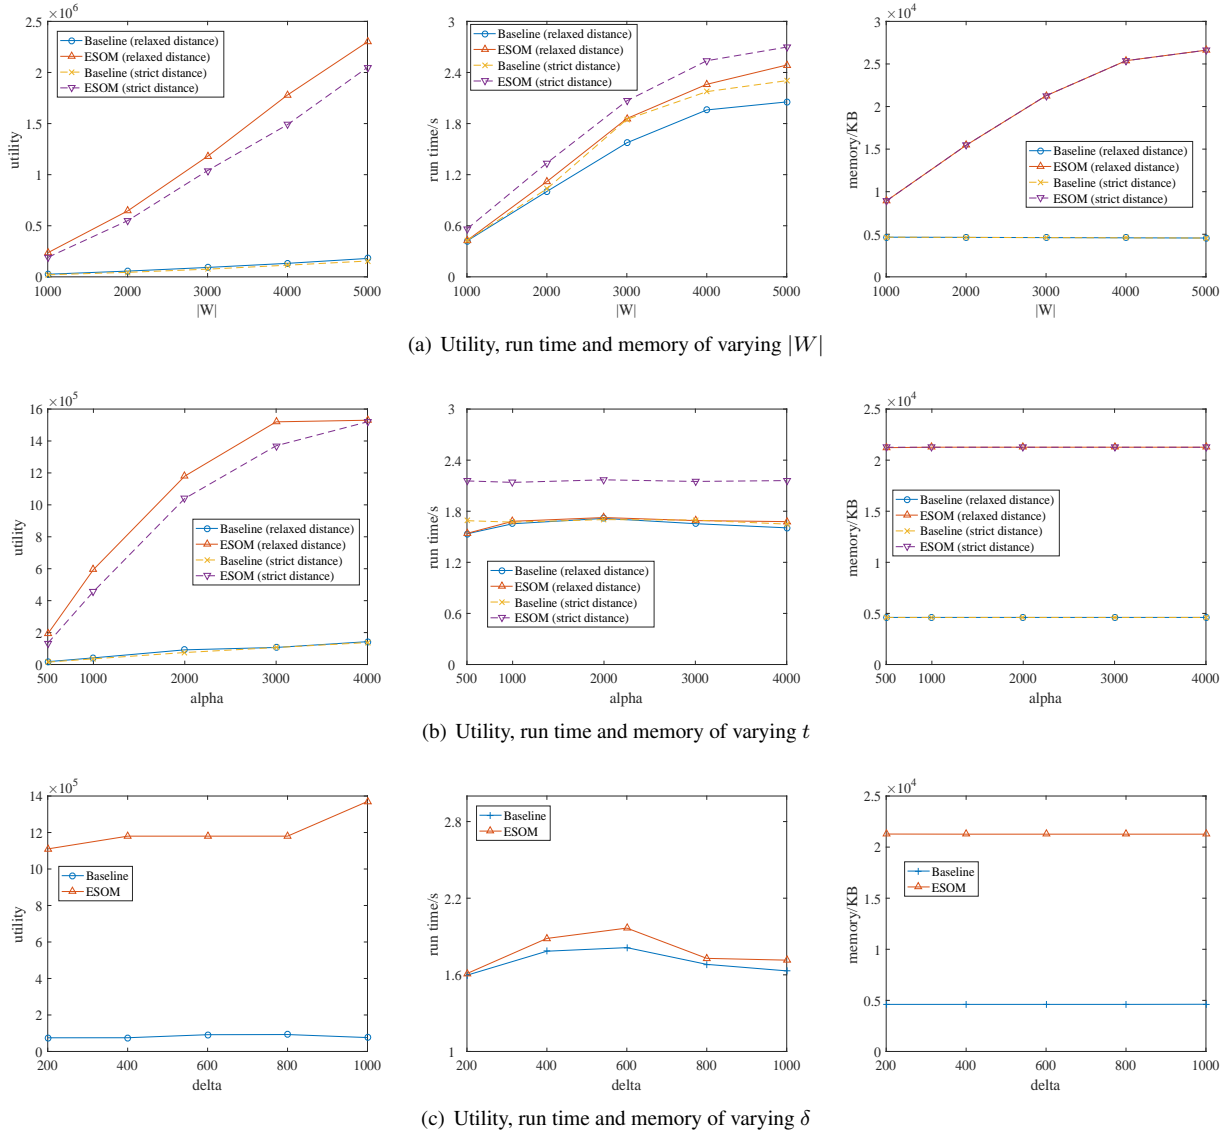 ×10^6
2.5
2
1.5
1
0.5
0
utility
Baseline (relaxed distance)
ESOM (relaxed distance)
Baseline (strict distance)
ESOM (strict distance)
1000 2000 3000 4000 5000
|W|
3
2.4
1.8
1.2
0.6
0
run time/s
Baseline (relaxed distance)
ESOM (relaxed distance)
Baseline (strict distance)
ESOM (strict distance)
1000 2000 3000 4000 5000
|W|
×10^4
3
2.5
2
1.5
1
0.5
0
memory/KB
Baseline (relaxed distance)
ESOM (relaxed distance)
Baseline (strict distance)
ESOM (strict distance)
1000 2000 3000 4000 5000
|W|
(a) Utility, run time and memory of varying |W|
×10^5
16
14
12
10
8
6
4
2
0
utility
Baseline (relaxed distance)
ESOM (relaxed distance)
Baseline (strict distance)
ESOM (strict distance)
500 1000 2000 3000 4000
alpha
3
2.4
1.8
1.2
0.6
0
run time/s
Baseline (relaxed distance)
ESOM (relaxed distance)
Baseline (strict distance)
ESOM (strict distance)
500 1000 2000 3000 4000
alpha
×10^4
2.5
2
1.5
1
0.5
0
memory/KB
Baseline (relaxed distance)
ESOM (relaxed distance)
Baseline (strict distance)
ESOM (strict distance)
500 1000 2000 3000 4000
alpha
(b) Utility, run time and memory of varying t
×10^5
14
12
10
8
6
4
2
0
utility
Baseline
ESOM
200 400 600 800 1000
delta
2.8
2.2
1.6
1
run time/s
Baseline
ESOM
200 400 600 800 1000
delta
×10^4
2.5
2
1.5
1
0.5
0
memory/KB
Baseline
ESOM
200 400 600 800 1000
delta
(c) Utility, run time and memory of varying δ